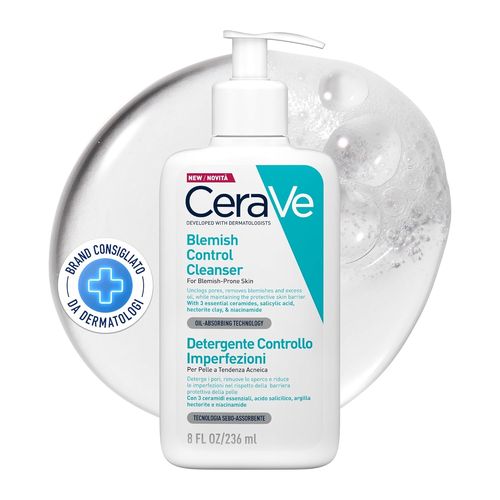 NEW / NOVITÀ
CeraVe
DEVELOPED WITH DERMATOLOGISTS
Blemish
Control
Cleanser
For Blemish-Prone Skin
Unclogs pores, removes blemishes and excess
oil, while maintaining the protective skin barrier
With 3 essential ceramides, salicylic acid,
hectorite clay, & niacinamide
OIL-ABSORBING TECHNOLOGY
Detergente Controllo
Imperfezioni
Per Pelle a Tendenza Acneica
Deterge i pori, rimuove lo sporco e riduce
le imperfezioni nel rispetto della barriera
protettiva della pelle
Con 3 ceramidi essenziali, acido salicilico, argilla
hectorite e niacinamide
TECNOLOGIA SEBO-ASSORBENTE
8 FL OZ/236 ml
BRAND CONSIGLIATO
DA DERMATOLOGI